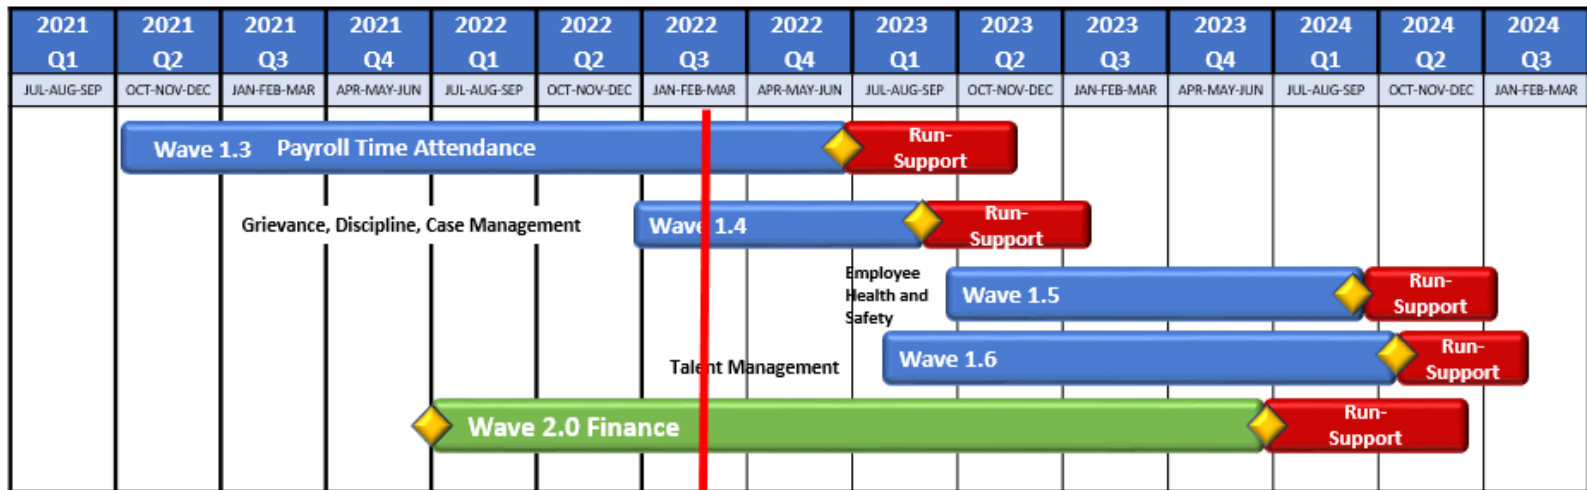 2021 2021 2021 2021 2022 2022 2022 2022 2023 2023 2023 2023 2024 2024 2024
Q1 Q2 Q3 Q4 Q1 Q2 Q3 Q4 Q1 Q2 Q3 Q4 Q1 Q2 Q3
JUL-AUG-SEP OCT-NOV-DEC JAN-FEB-MAR APR-MAY-JUN JUL-AUG-SEP OCT-NOV-DEC JAN-FEB-MAR APR-MAY-JUN JUL-AUG-SEP OCT-NOV-DEC JAN-FEB-MAR APR-MAY-JUN JUL-AUG-SEP OCT-NOV-DEC JAN-FEB-MAR
Wave 1.3 Payroll Time Attendance
Run-
Support
Grievance, Discipline, Case Management
Wave 1.4
Run-
Support
Employee
Health and
Safety
Wave 1.5
Run-
Support
Talent Management
Wave 1.6
Run-
Support
Wave 2.0 Finance
Run-
Support